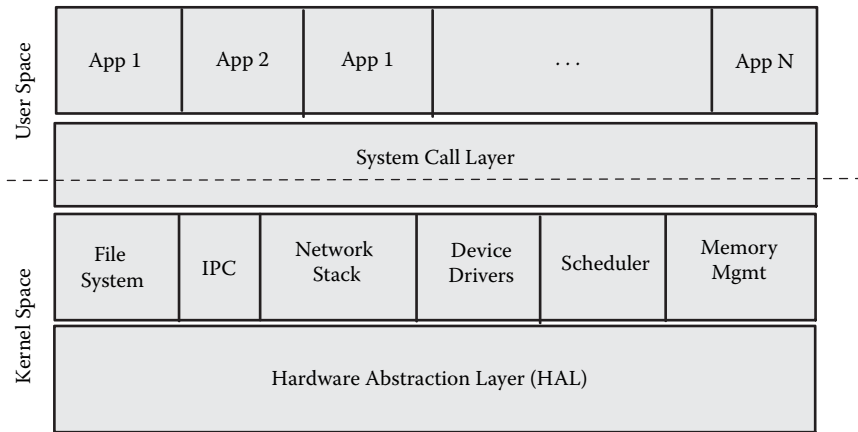 User Space
App 1
App 2
App 1
. . .
App N
System Call Layer
Kernel Space
File
System
IPC
Network
Stack
Device
Drivers
Scheduler
Memory
Mgmt
Hardware Abstraction Layer (HAL)